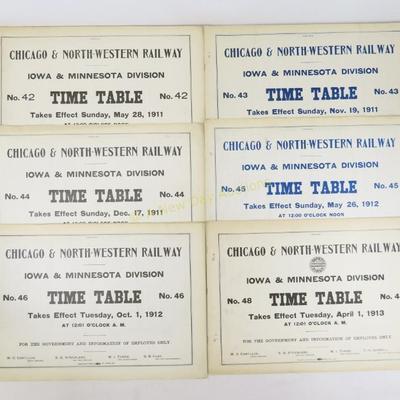 CHICAGO & NORTH-WESTERN RAILWAY
IOWA & MINNESOTA DIVISION
No. 42 TIME TABLE No. 42
Takes Effect Sunday, May 28, 1911
AT 12:00 O'CLOCK NOON
CHICAGO & NORTH-WESTERN RAILWAY
IOWA & MINNESOTA DIVISION
No. 43 TIME TABLE No. 43
Takes Effect Sunday, Nov. 19, 1911
CHICAGO & NORTH-WESTERN RAILWAY
IOWA & MINNESOTA DIVISION
No. 44 TIME TABLE No. 44
Takes Effect Sunday, Dec. 17, 1911
CHICAGO & NORTH-WESTERN RAILWAY
IOWA & MINNESOTA DIVISION
No. 45 TIME TABLE No. 45
Takes Effect Sunday, May 26, 1912
AT 12:00 O'CLOCK NOON
CHICAGO & NORTH-WESTERN RAILWAY
IOWA & MINNESOTA DIVISION
No. 46 TIME TABLE No. 46
Takes Effect Tuesday, Oct. 1, 1912
AT 12:01 O'CLOCK A. M.
FOR THE GOVERNMENT AND INFORMATION OF EMPLOYES ONLY
CHICAGO & NORTH-WESTERN RAILWAY
IOWA & MINNESOTA DIVISION
No. 48 TIME TABLE No. 4
Takes Effect Tuesday, April 1, 1913
AT 12:01 O'CLOCK A. M.
FOR THE GOVERNMENT AND INFORMATION OF EMPLOYES ONLY